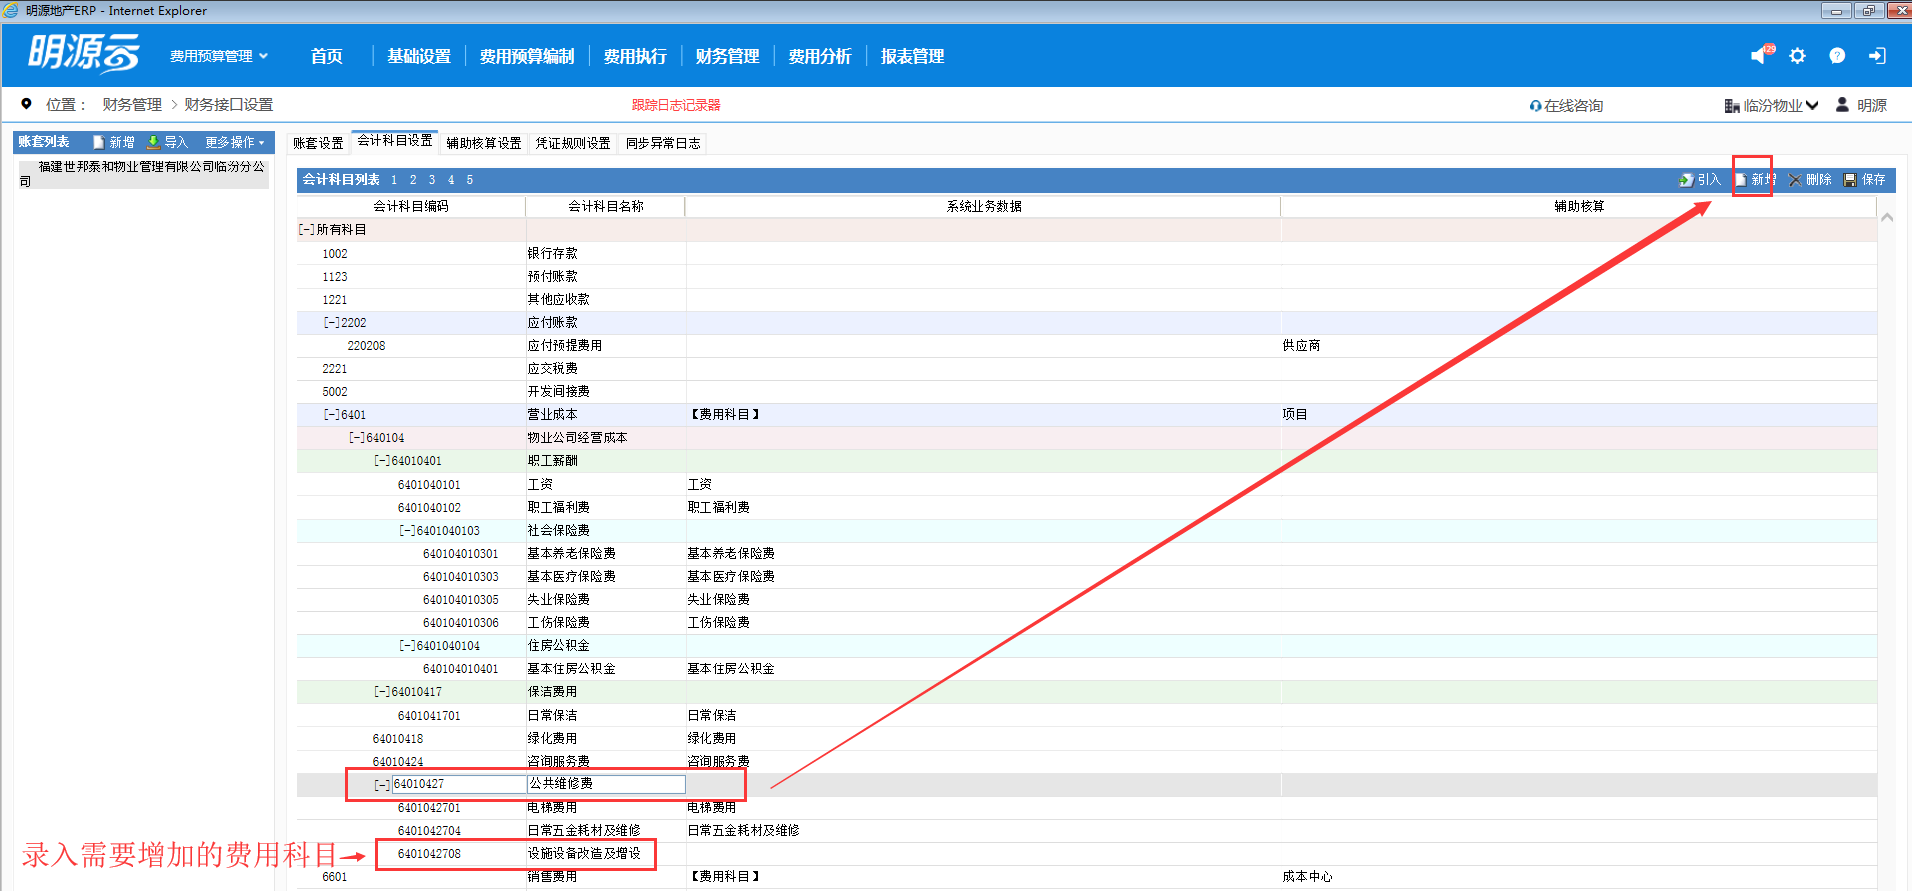 明源地产ERP - Internet Explorer
明源云 费用预算管理 首页 基础设置 费用预算编制 费用执行 财务管理 费用分析 报表管理 129
位置： 财务管理 > 财务接口设置 跟踪日志记录器 在线咨询 临汾物业 明源
账套列表 新增 导入 更多操作
福建世邦泰和物业管理有限公司临汾分公
司
账套设置 会计科目设置 辅助核算设置 凭证规则设置 同步异常日志
会计科目列表 1 2 3 4 5 引入 新增 删除 保存
会计科目编码 会计科目名称 系统业务数据 辅助核算
[-]所有科目
1002 银行存款
1123 预付账款
1221 其他应收款
[-]2202 应付账款
220208 应付预提费用 供应商
2221 应交税费
5002 开发间接费
[-]6401 营业成本 【费用科目】 项目
[-]640104 物业公司经营成本
[-]64010401 职工薪酬
6401040101 工资 工资
6401040102 职工福利费 职工福利费
[-]6401040103 社会保险费
640104010301 基本养老保险费 基本养老保险费
640104010303 基本医疗保险费 基本医疗保险费
640104010305 失业保险费 失业保险费
640104010306 工伤保险费 工伤保险费
[-]6401040104 住房公积金
640104010401 基本住房公积金 基本住房公积金
[-]64010417 保洁费用
6401041701 日常保洁 日常保洁
64010418 绿化费用 绿化费用
64010424 咨询服务费 咨询服务费
[-]64010427 公共维修费
6401042701 电梯费用 电梯费用
6401042704 日常五金耗材及维修 日常五金耗材及维修
录入需要增加的费用科目
6401042708 设施设备改造及增设
6601 销售费用 【费用科目】 成本中心